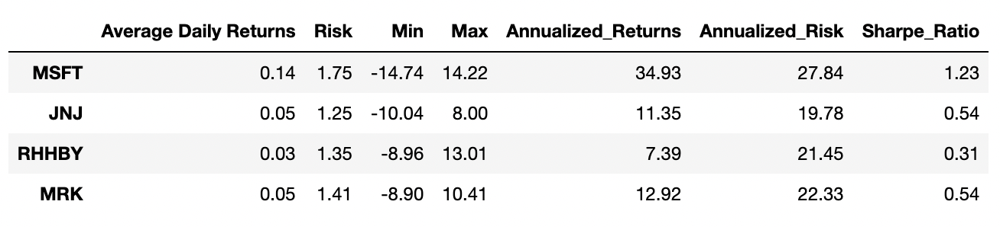 Average Daily Returns Risk Min Max Annualized_Returns Annualized_Risk Sharpe_Ratio
MSFT 0.14 1.75 -14.74 14.22 34.93 27.84 1.23
JNJ 0.05 1.25 -10.04 8.00 11.35 19.78 0.54
RHHBY 0.03 1.35 -8.96 13.01 7.39 21.45 0.31
MRK 0.05 1.41 -8.90 10.41 12.92 22.33 0.54